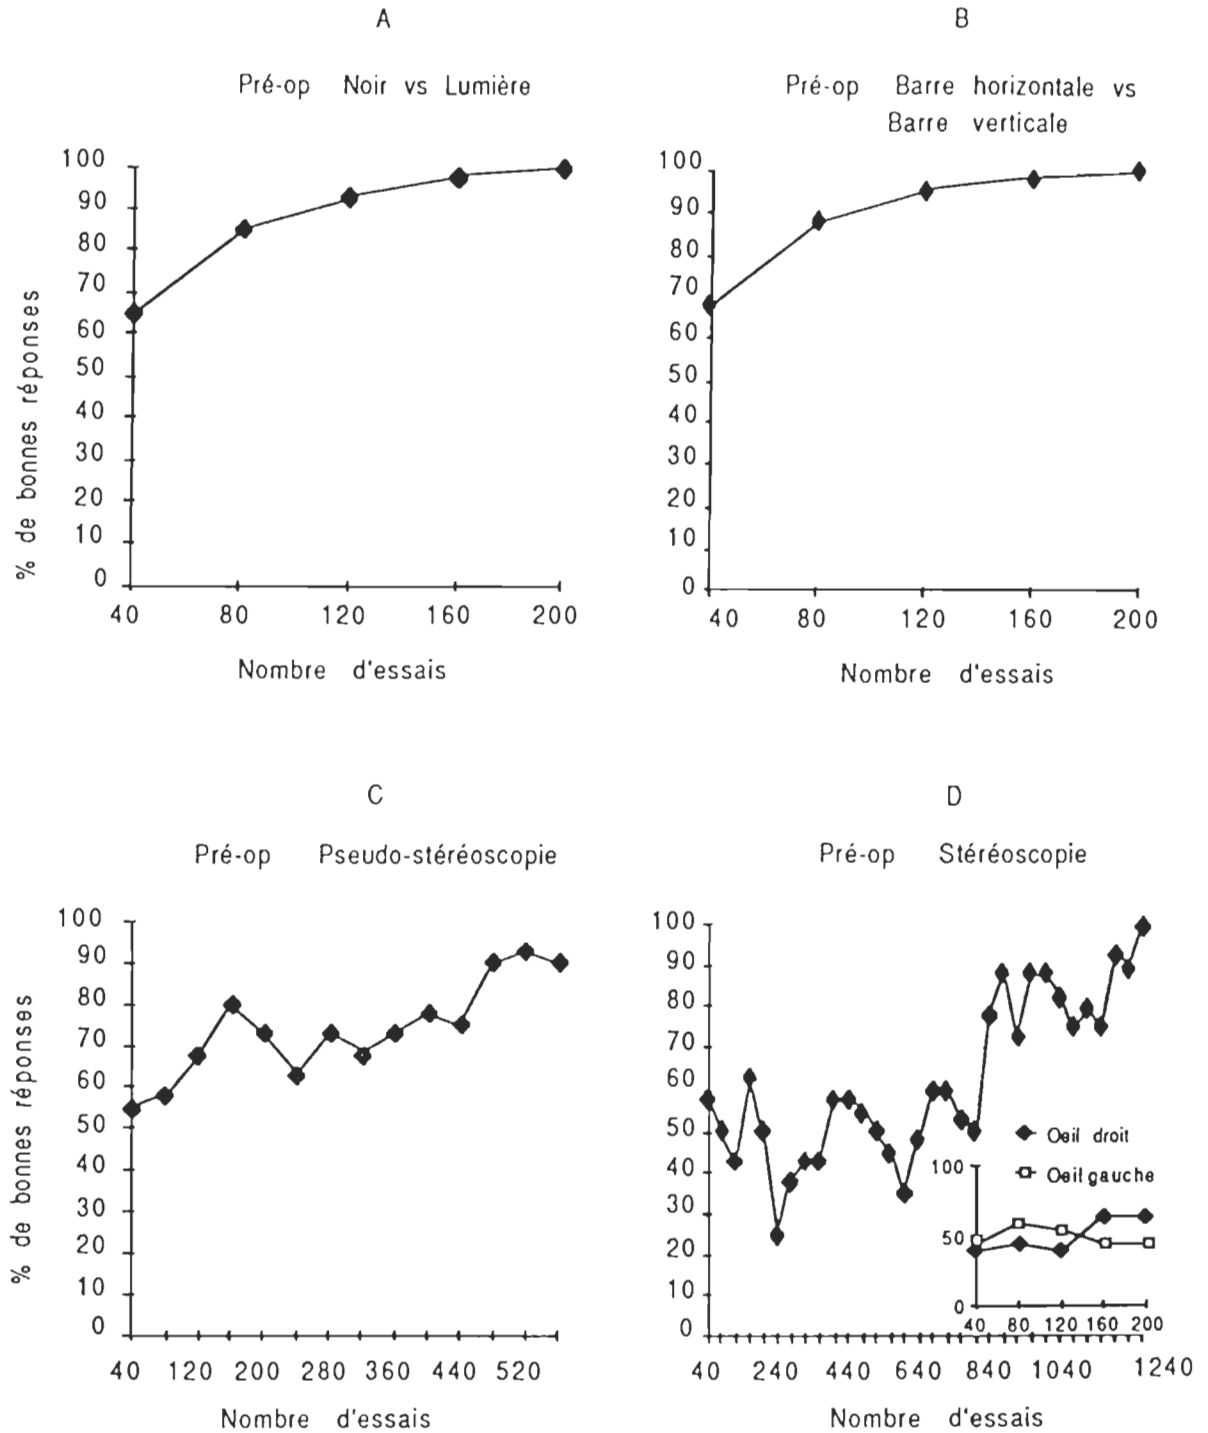 A
Pré-op Noir vs Lumière
100
90
80
70
60
50
40
30
20
10
0
% de bonnes réponses
40 80 120 160 200
Nombre d'essais
B
Pré-op Barre horizontale vs
Barre verticale
100
90
80
70
60
50
40
30
20
10
0
40 80 120 160 200
Nombre d'essais
C
Pré-op Pseudo-stéréoscopie
100
90
80
70
60
50
40
30
20
10
0
% de bonnes réponses
40 120 200 280 360 440 520
Nombre d'essais
D
Pré-op Stéréoscopie
100
90
80
70
60
50
40
30
20
10
0
Oeil droit
Oeil gauche
100
50
0
40 80 120 160 200
40 240 440 640 840 1040 1240
Nombre d'essais